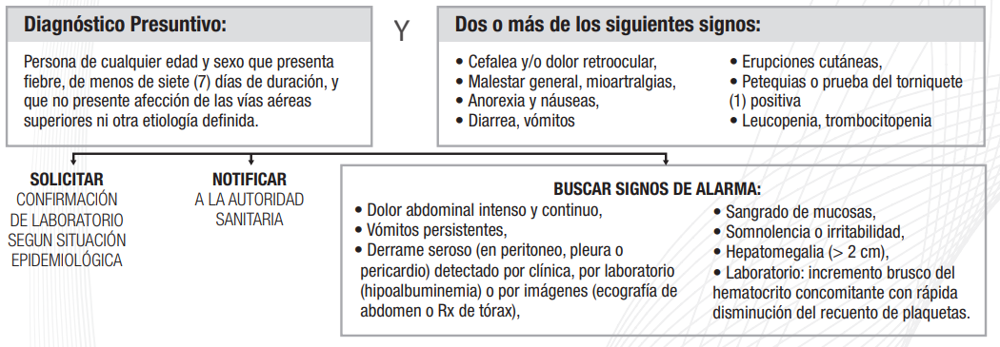 Diagnóstico Presuntivo:
Persona de cualquier edad y sexo que presenta
fiebre, de menos de siete (7) días de duración, y
que no presente afección de las vías aéreas
superiores ni otra etiología definida.
Y
Dos o más de los siguientes signos:
• Cefalea y/o dolor retroocular,
• Malestar general, mioartralgias,
• Anorexia y náuseas,
• Diarrea, vómitos
• Erupciones cutáneas,
• Petequias o prueba del torniquete
(1) positiva
• Leucopenia, trombocitopenia
SOLICITAR
CONFIRMACIÓN
DE LABORATORIO
SEGUN SITUACIÓN
EPIDEMIOLÓGICA
NOTIFICAR
A LA AUTORIDAD
SANITARIA
BUSCAR SIGNOS DE ALARMA:
• Dolor abdominal intenso y continuo,
• Vómitos persistentes,
• Derrame seroso (en peritoneo, pleura o
pericardio) detectado por clínica, por laboratorio
(hipoalbuminemia) o por imágenes (ecografía de
abdomen o Rx de tórax),
• Sangrado de mucosas,
• Somnolencia o irritabilidad,
• Hepatomegalia (> 2 cm),
• Laboratorio: incremento brusco del
hematocrito concomitante con rápida
disminución del recuento de plaquetas.